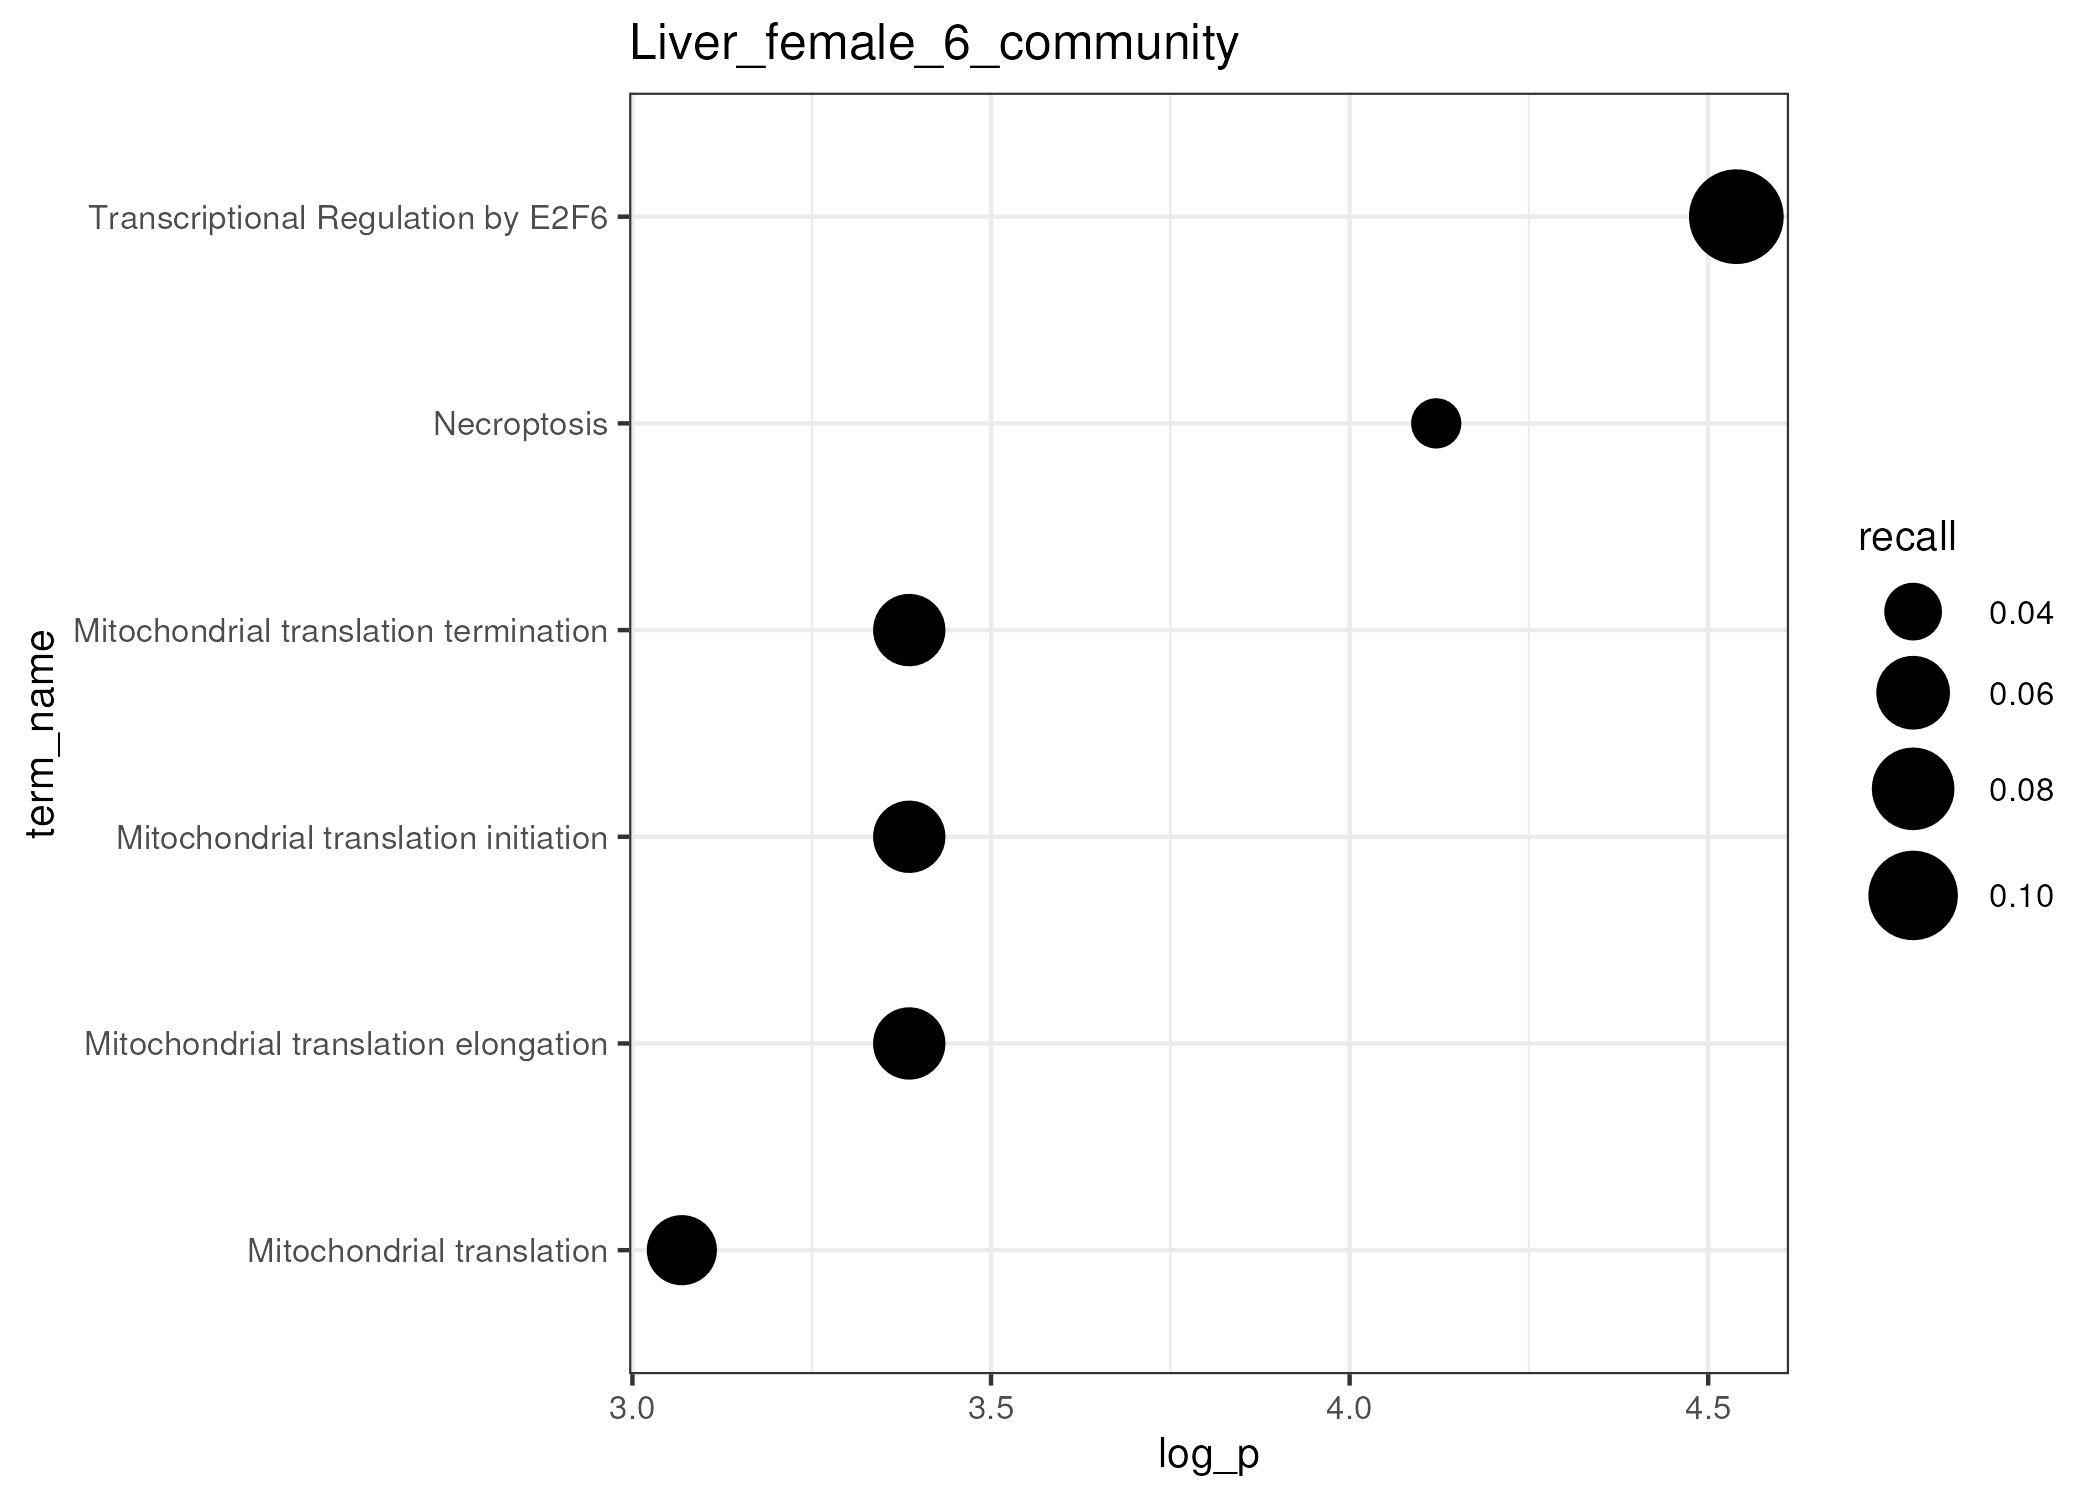 Liver_female_6_community
Transcriptional Regulation by E2F6
Necroptosis
Mitochondrial translation termination
Mitochondrial translation initiation
Mitochondrial translation elongation
Mitochondrial translation
term_name
3.0
3.5
4.0
4.5
log_p
recall
0.04
0.06
0.08
0.10